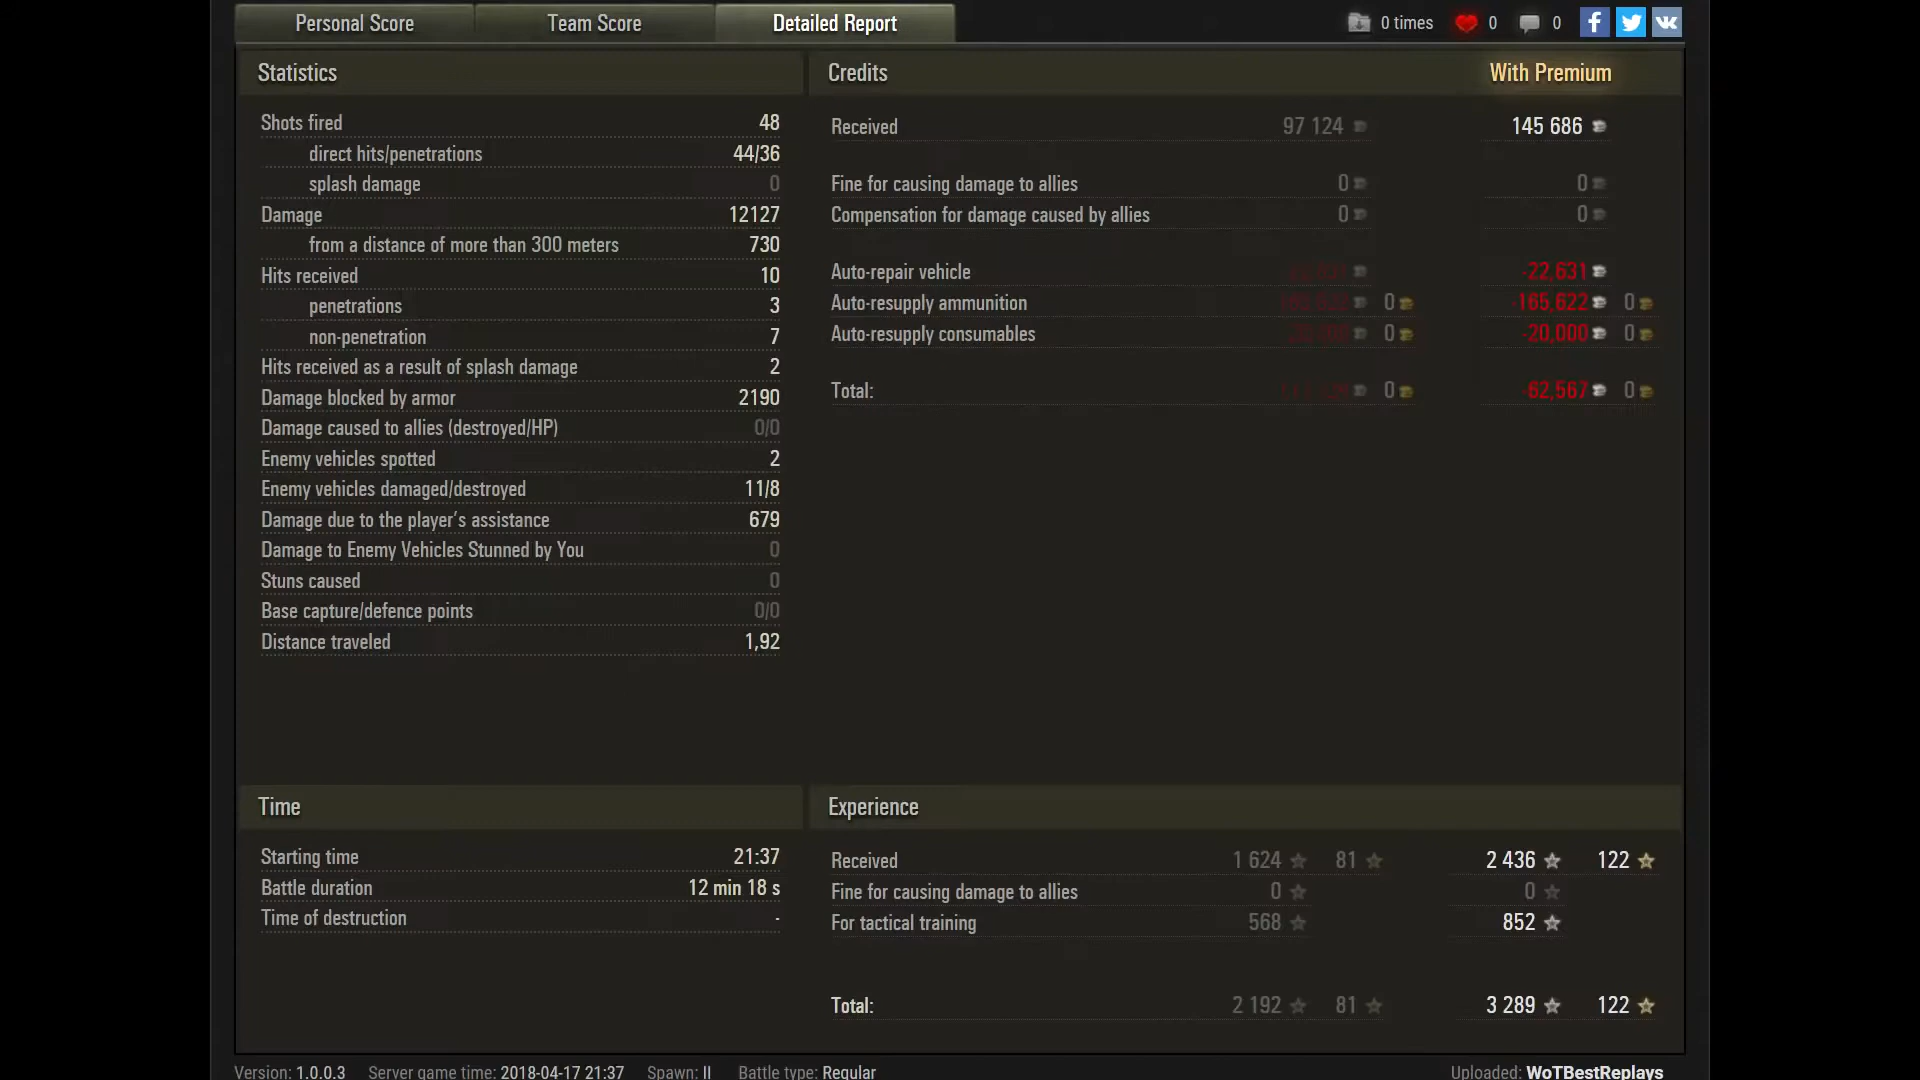 Personal Score Team Score Detailed Report 0 times 0 0
Statistics
Shots fired 48
direct hits/penetrations 44/36
splash damage 0
Damage 12127
from a distance of more than 300 meters 730
Hits received 10
penetrations 3
non-penetration 7
Hits received as a result of splash damage 2
Damage blocked by armor 2190
Damage caused to allies (destroyed/HP) 0/0
Enemy vehicles spotted 2
Enemy vehicles damaged/destroyed 11/8
Damage due to the player's assistance 679
Damage to Enemy Vehicles Stunned by You 0
Stuns caused 0
Base capture/defence points 0/0
Distance traveled 1,92
Credits With Premium
Received 97 124 145 686
Fine for causing damage to allies 0 0
Compensation for damage caused by allies 0 0
Auto-repair vehicle -22,631
Auto-resupply ammunition 0 -165,622 0
Auto-resupply consumables 0 -20,000 0
Total: 0 -62,567 0
Time
Starting time 21:37
Battle duration 12 min 18 s
Time of destruction -
Experience
Received 1 624 81 2 436 122
Fine for causing damage to allies 0 0
For tactical training 568 852
Total: 2 192 81 3 289 122
Version: 1.0.0.3 Server game time: 2018-04-17 21:37 Spawn: II Battle type: Regular Uploaded: WoTBestReplays